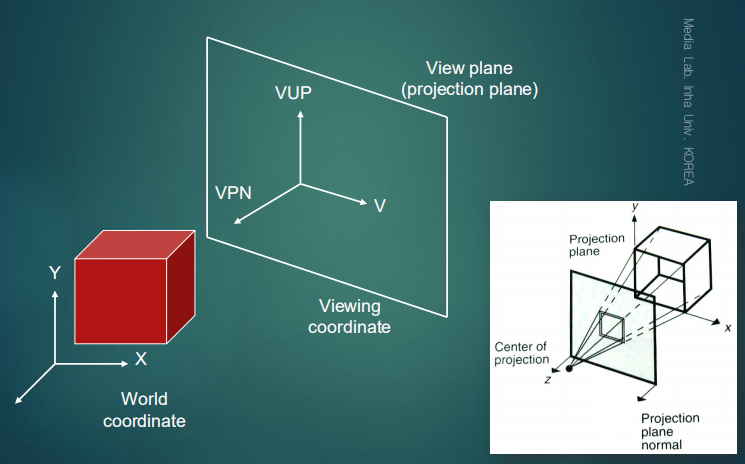 View plane
(projection plane)
VUP
VPN
V
Viewing
coordinate
Y
X
World
coordinate
Media Lab. Inha Univ. KOREA
y
Projection
plane
x
Center of
projection
z
Projection
plane
normal